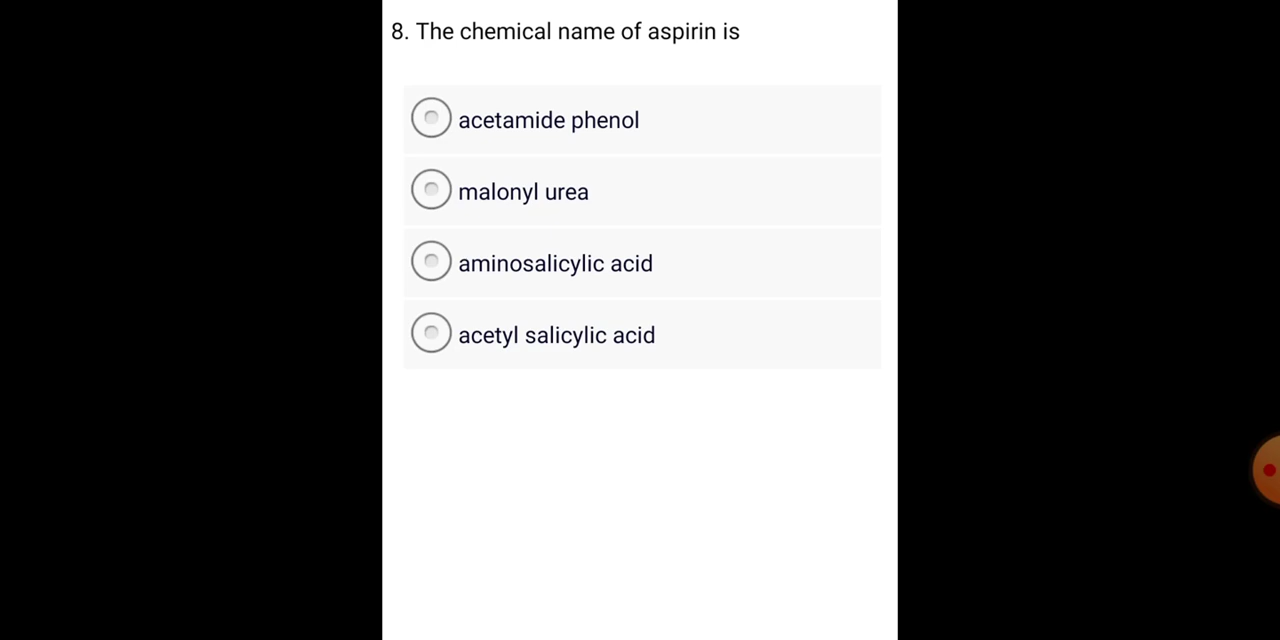 8. The chemical name of aspirin is
acetamide phenol
malonyl urea
aminosalicylic acid
acetyl salicylic acid